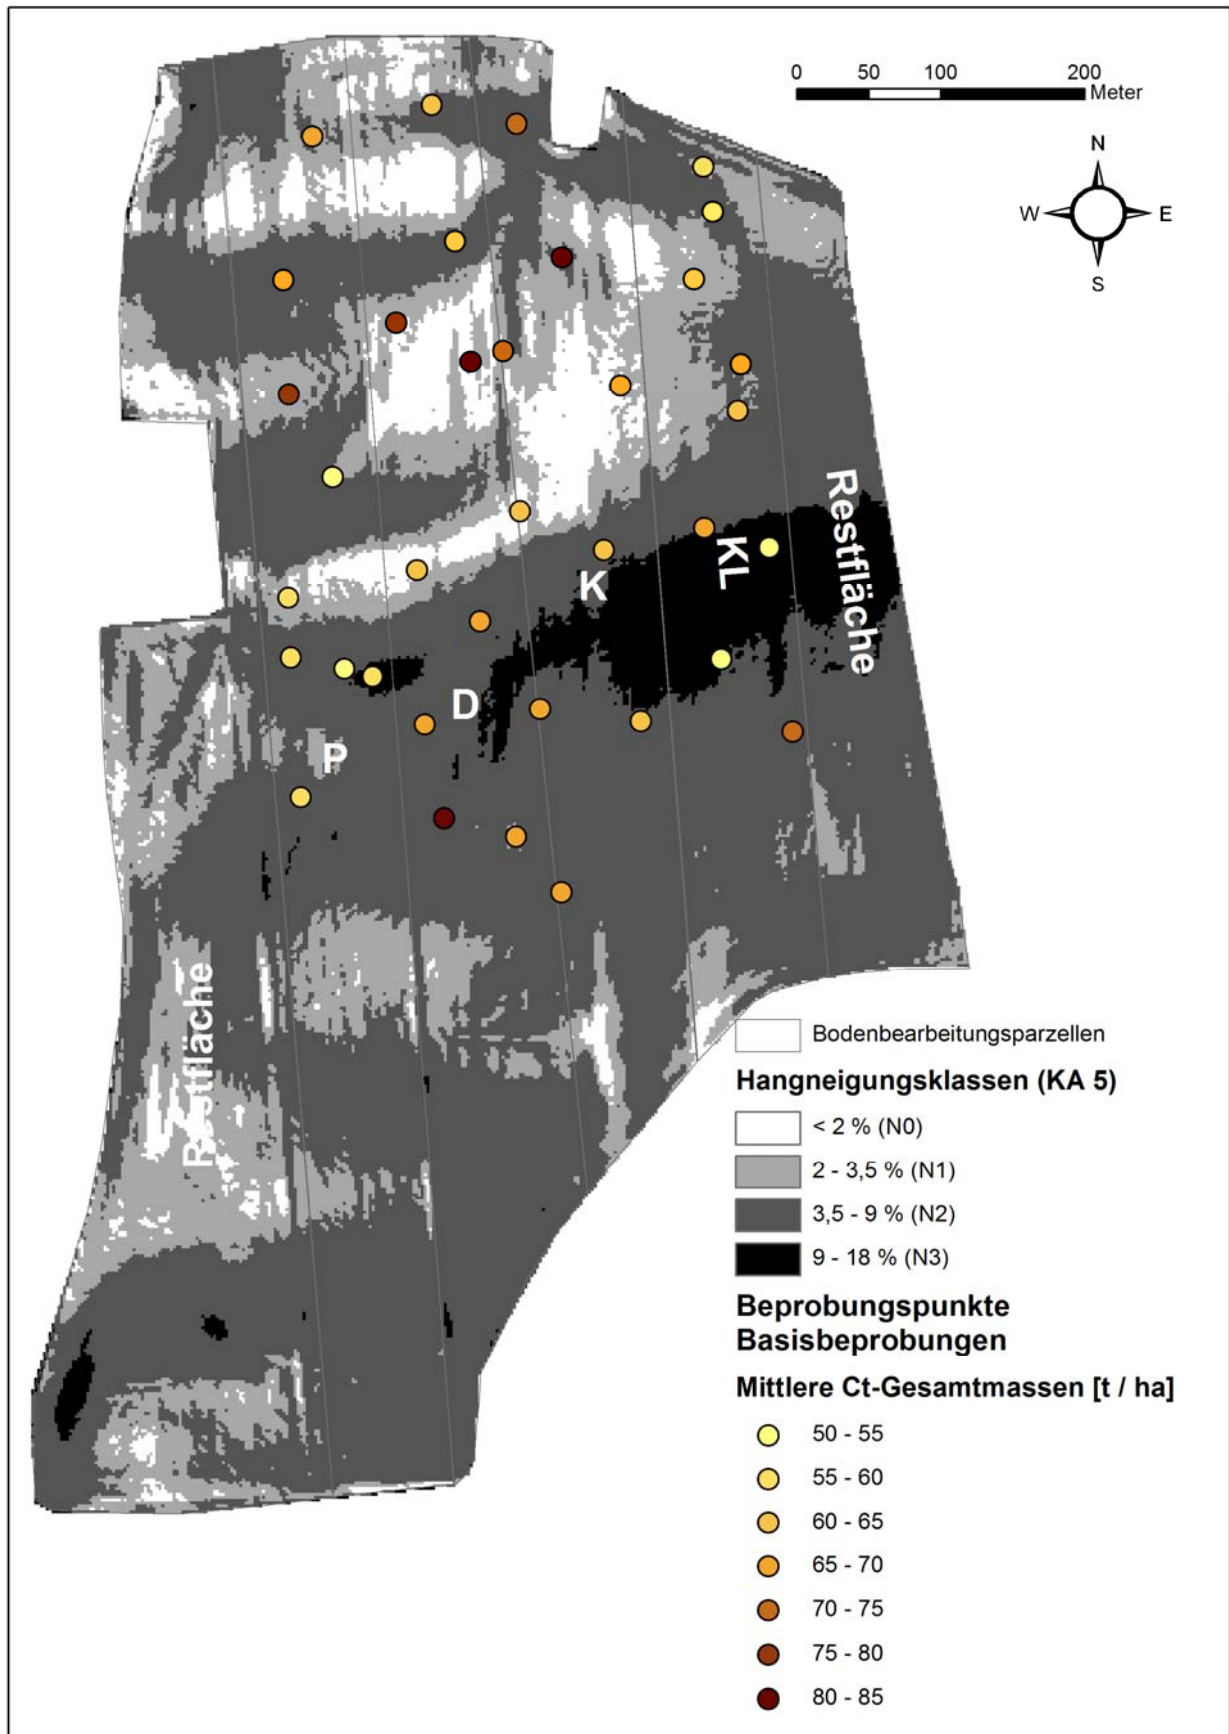 0 50 100 200
Meter
N
W E
S
Restfläche
KL
K
D
P
Restfläche
Bodenbearbeitungsparzellen
Hangneigungsklassen (KA 5)
< 2 % (N0)
2 - 3,5 % (N1)
3,5 - 9 % (N2)
9 - 18 % (N3)
Beprobungspunkte
Basisbeprobungen
Mittlere Ct-Gesamtmassen [t / ha]
50 - 55
55 - 60
60 - 65
65 - 70
70 - 75
75 - 80
80 - 85